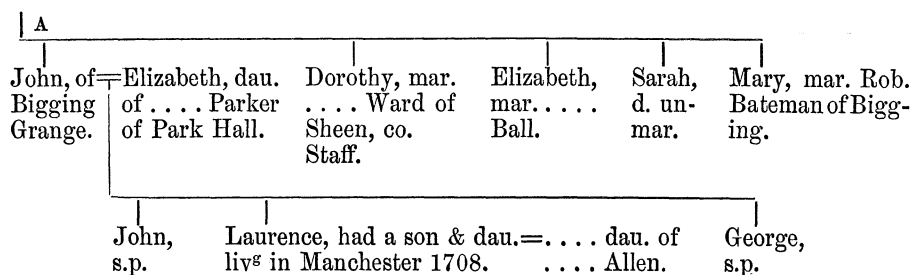 A
John, of=Elizabeth, dau. Dorothy, mar. Elizabeth, Sarah, Mary, mar. Rob.
Bigging of .... Parker .... Ward of mar..... d. un- Bateman of Bigg-
Grange. of Park Hall. Sheen, co. Ball. mar. ing.
Staff.
John, Laurence, had a son & dau.=.... dau. of George,
s.p. livᵍ in Manchester 1708. .... Allen. s.p.